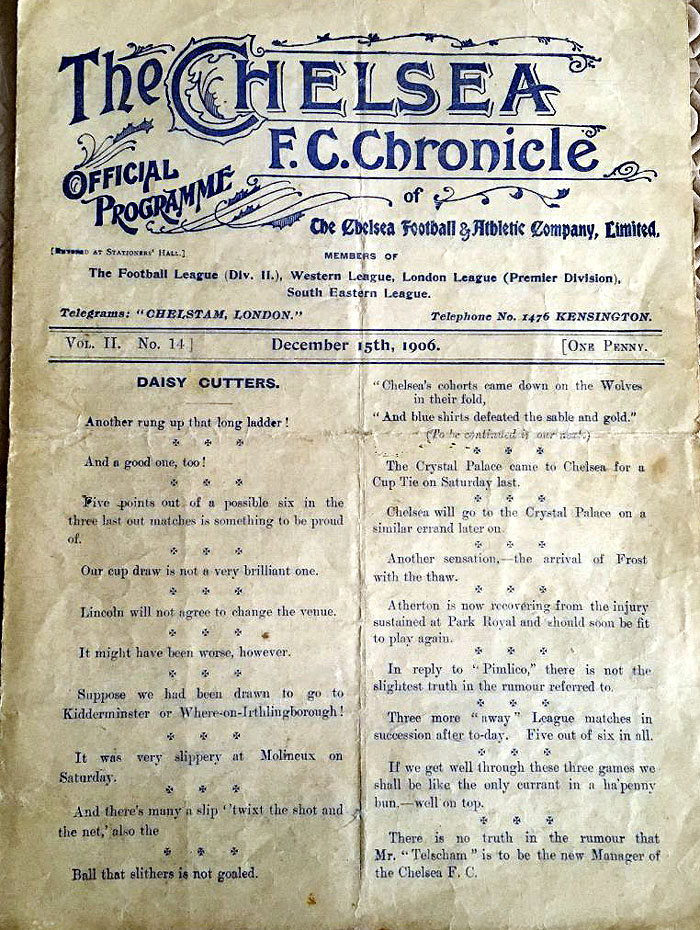 The Chelsea
F.C. Chronicle
Official
Programme
of
The Chelsea Football & Athletic Company, Limited.
[Entered at Stationers' Hall.]
MEMBERS OF
The Football League (Div. II.), Western League, London League (Premier Division),
South Eastern League.
Telegrams: "CHELSTAM, LONDON."
Telephone No. 1476 KENSINGTON.
Vol. II. No. 14]
December 15th, 1906.
[One Penny.
DAISY CUTTERS.
Another rung up that long ladder!
And a good one, too!
Five points out of a possible six in the
three last out matches is something to be proud
of.
Our cup draw is not a very brilliant one.
Lincoln will not agree to change the venue.
It might have been worse, however.
Suppose we had been drawn to go to
Kidderminster or Where-on-Irthlingborough!
It was very slippery at Molineux on
Saturday.
And there's many a slip ''twixt the shot and
the net,' also the
Ball that slithers is not goaled.
"Chelsea's cohorts came down on the Wolves
in their fold,
"And blue shirts defeated the sable and gold."
(To be continued in our next.)
The Crystal Palace came to Chelsea for a
Cup Tie on Saturday last.
Chelsea will go to the Crystal Palace on a
similar errand later on.
Another sensation,—the arrival of Frost
with the thaw.
Atherton is now recovering from the injury
sustained at Park Royal and should soon be fit
to play again.
In reply to "Pimlico," there is not the
slightest truth in the rumour referred to.
Three more "away" League matches in
succession after to-day. Five out of six in all.
If we get well through these three games we
shall be like the only currant in a ha'penny
bun,—well on top.
There is no truth in the rumour that
Mr. "Telscham" is to be the new Manager of
the Chelsea F. C.